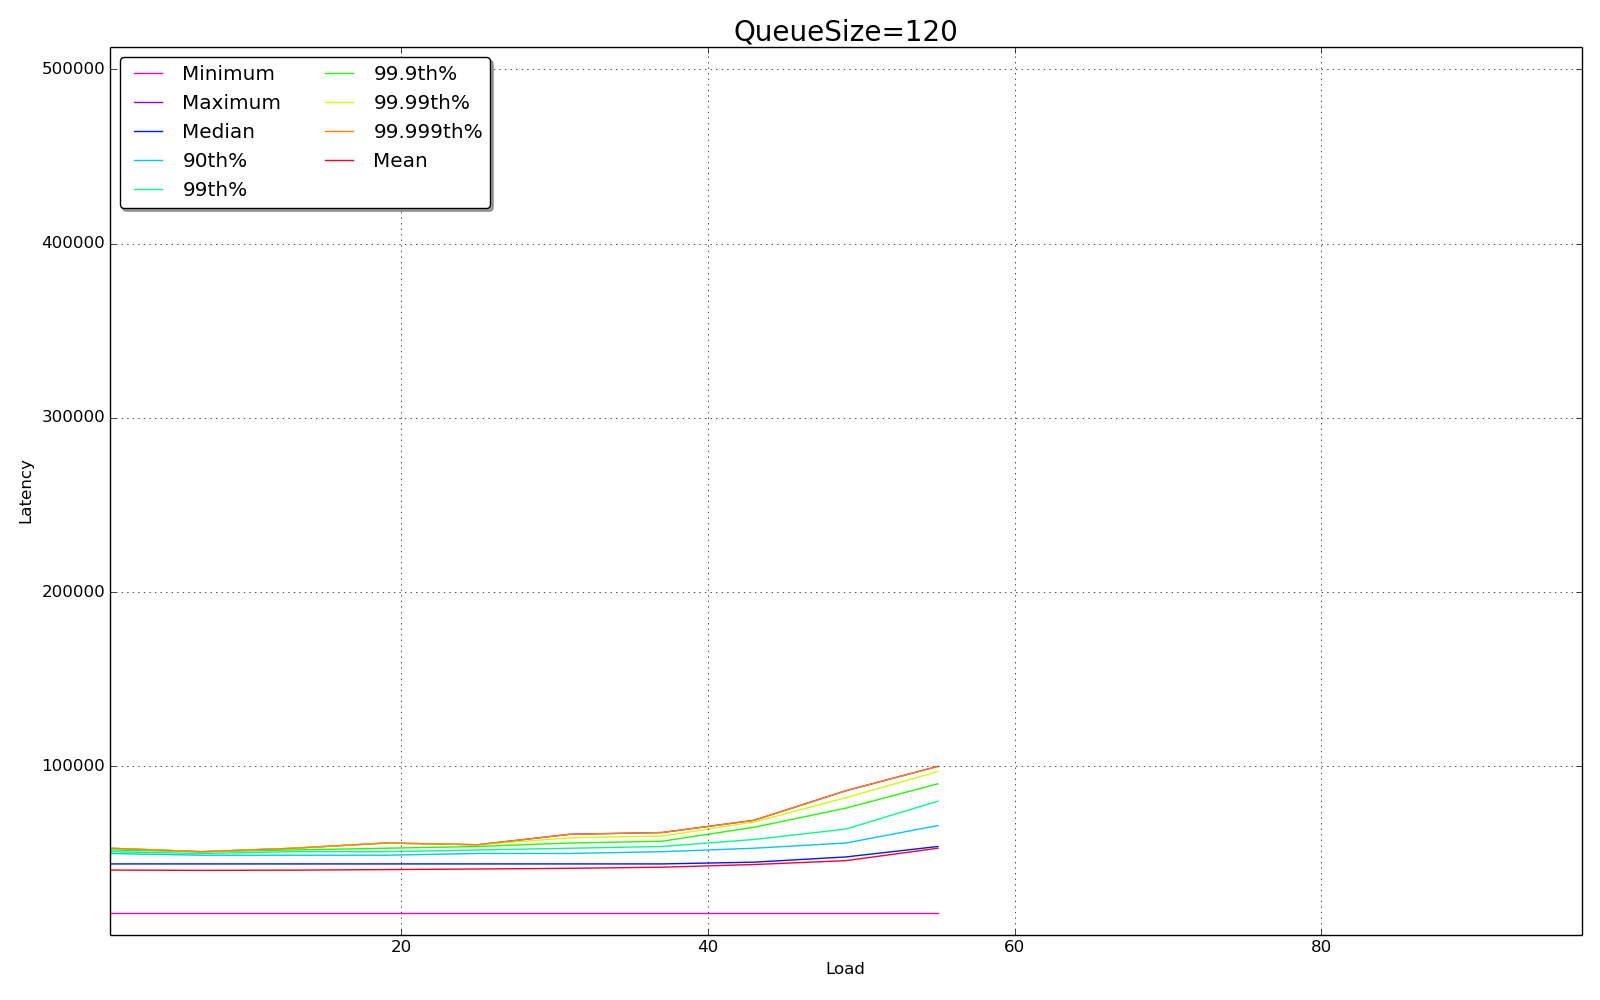 QueueSize=120
500000
400000
300000
200000
100000
Latency
Minimum
Maximum
Median
90th%
99th%
99.9th%
99.99th%
99.999th%
Mean
20
40
60
80
Load